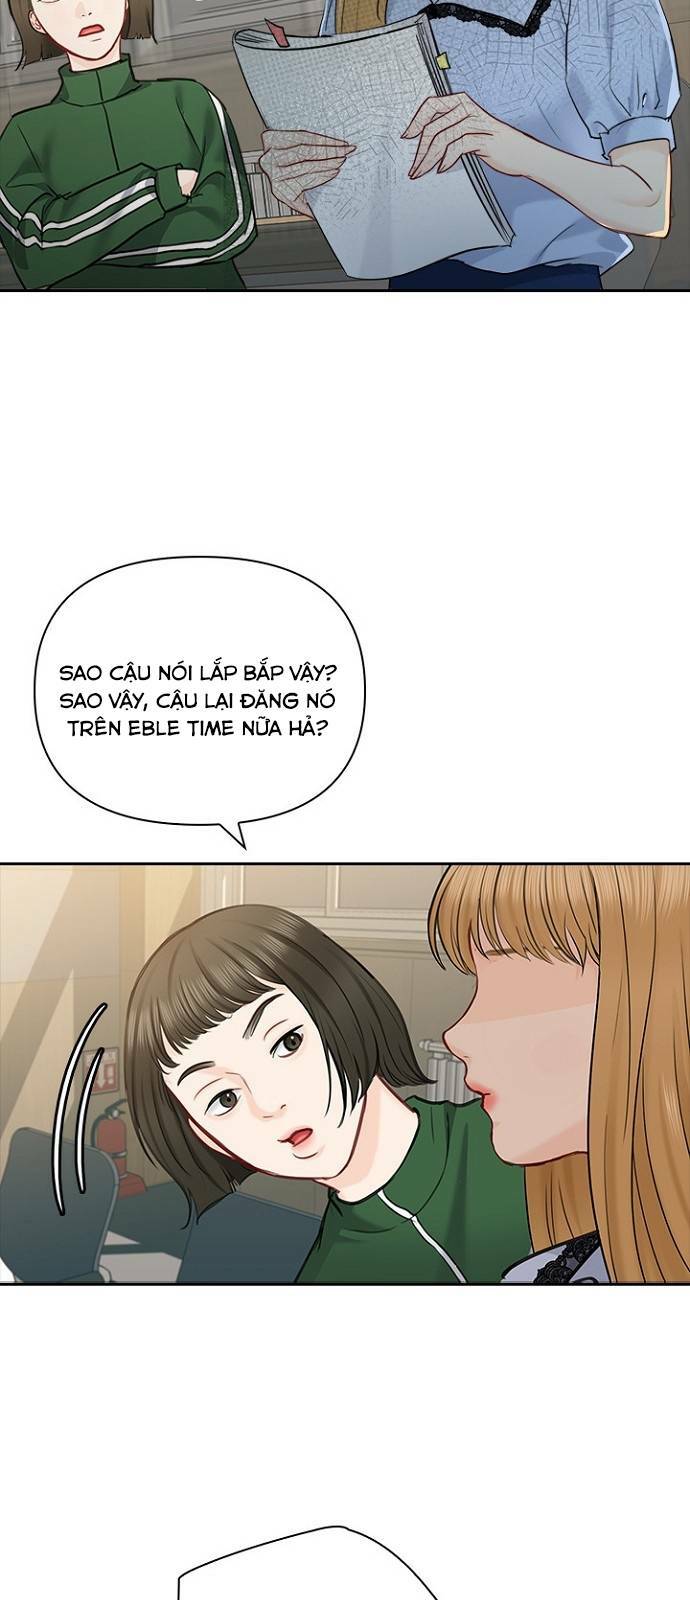 SAO CẬU NÓI LẮP BẮP VẬY?
SAO VẬY, CẬU LẠI ĐĂNG NÓ
TRÊN EBLE TIME NỮA HẢ?